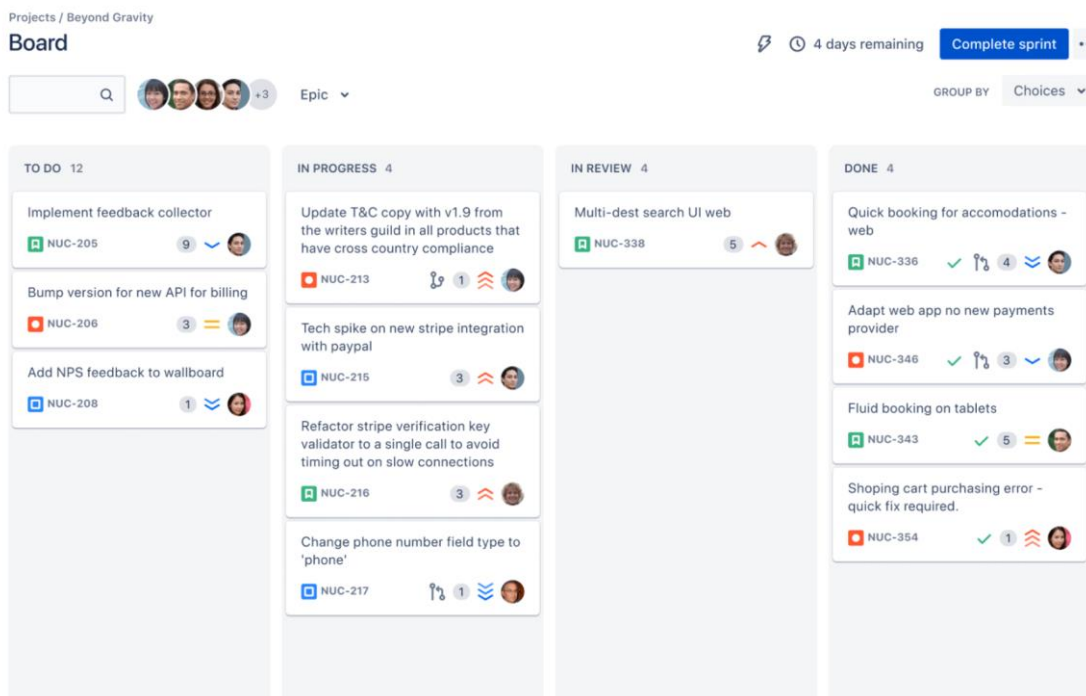 Projects / Beyond Gravity
Board
4 days remaining
Complete sprint
+3
Epic
GROUP BY
Choices
TO DO 12
Implement feedback collector
NUC-205
9
Bump version for new API for billing
NUC-206
3
Add NPS feedback to wallboard
NUC-208
1
IN PROGRESS 4
Update T&C copy with v1.9 from
the writers guild in all products that
have cross country compliance
NUC-213
1
Tech spike on new stripe integration
with paypal
NUC-215
3
Refactor stripe verification key
validator to a single call to avoid
timing out on slow connections
NUC-216
3
Change phone number field type to
'phone'
NUC-217
1
IN REVIEW 4
Multi-dest search UI web
NUC-338
5
DONE 4
Quick booking for accomodations -
web
NUC-336
4
Adapt web app no new payments
provider
NUC-346
3
Fluid booking on tablets
NUC-343
5
Shoping cart purchasing error -
quick fix required.
NUC-354
1